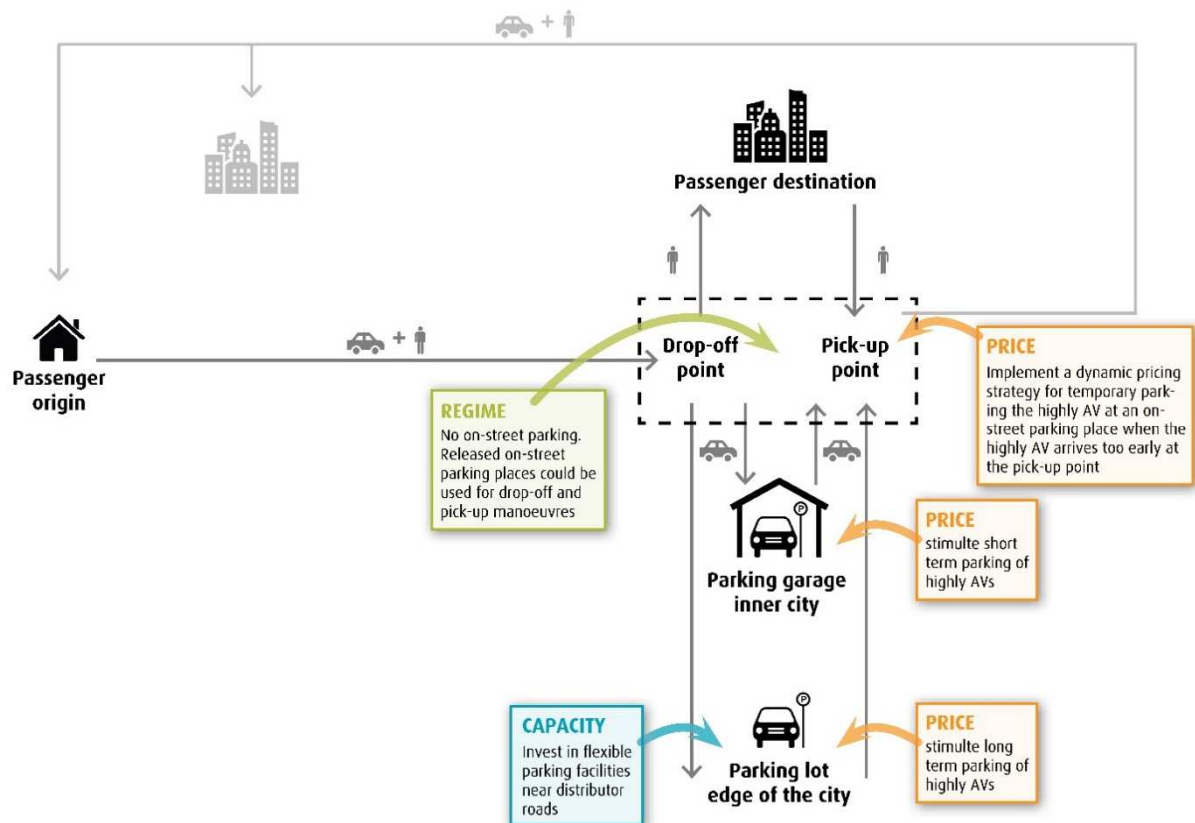 +
Passenger destination
+
Passenger
origin
Drop-off
point
Pick-up
point
REGIME
No on-street parking.
Released on-street
parking places could be
used for drop-off and
pick-up manoeuvres
PRICE
Implement a dynamic pricing
strategy for temporary park-
ing the highly AV at an on-
street parking place when the
highly AV arrives too early at
the pick-up point
P
Parking garage
inner city
PRICE
stimulte short
term parking of
highly AVs
CAPACITY
Invest in flexible
parking facilities
near distributor
roads
P
Parking lot
edge of the city
PRICE
stimulte long
term parking of
highly AVs